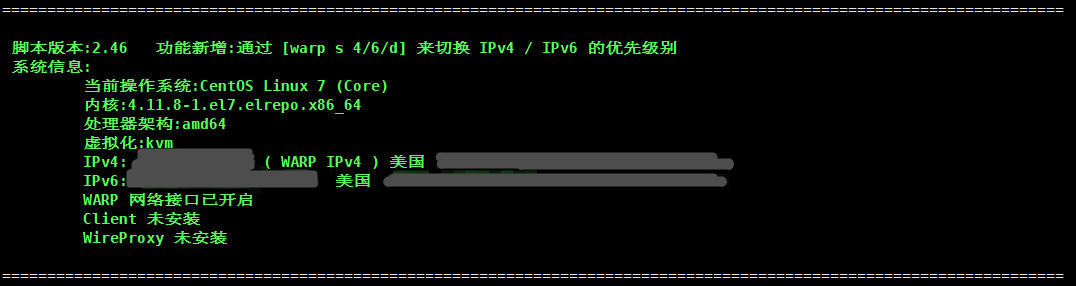 脚本版本:2.46 功能新增:通过 [warp s 4/6/d] 来切换 IPv4 / IPv6 的优先级别
系统信息:
当前操作系统:CentOS Linux 7 (Core)
内核:4.11.8-1.el7.elrepo.x86_64
处理器架构:amd64
虚拟化:kvm
IPv4: ( WARP IPv4 ) 美国
IPv6: 美国
WARP 网络接口已开启
Client 未安装
WireProxy 未安装